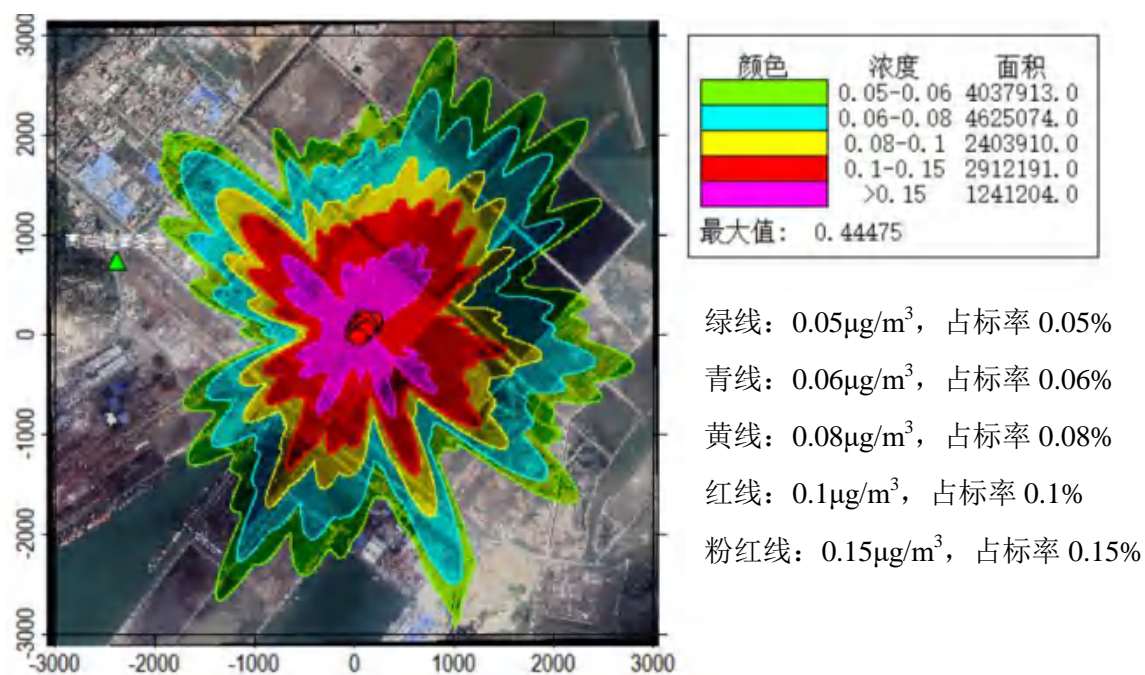 3000
2000
1000
0
-1000
-2000
-3000
-3000 -2000 -1000 0 1000 2000 3000
颜色 浓度 面积
0.05-0.06 4037913.0
0.06-0.08 4625074.0
0.08-0.1 2403910.0
0.1-0.15 2912191.0
>0.15 1241204.0
最大值: 0.44475
绿线：0.05μg/m³，占标率 0.05%
青线：0.06μg/m³，占标率 0.06%
黄线：0.08μg/m³，占标率 0.08%
红线：0.1μg/m³，占标率 0.1%
粉红线：0.15μg/m³，占标率 0.15%